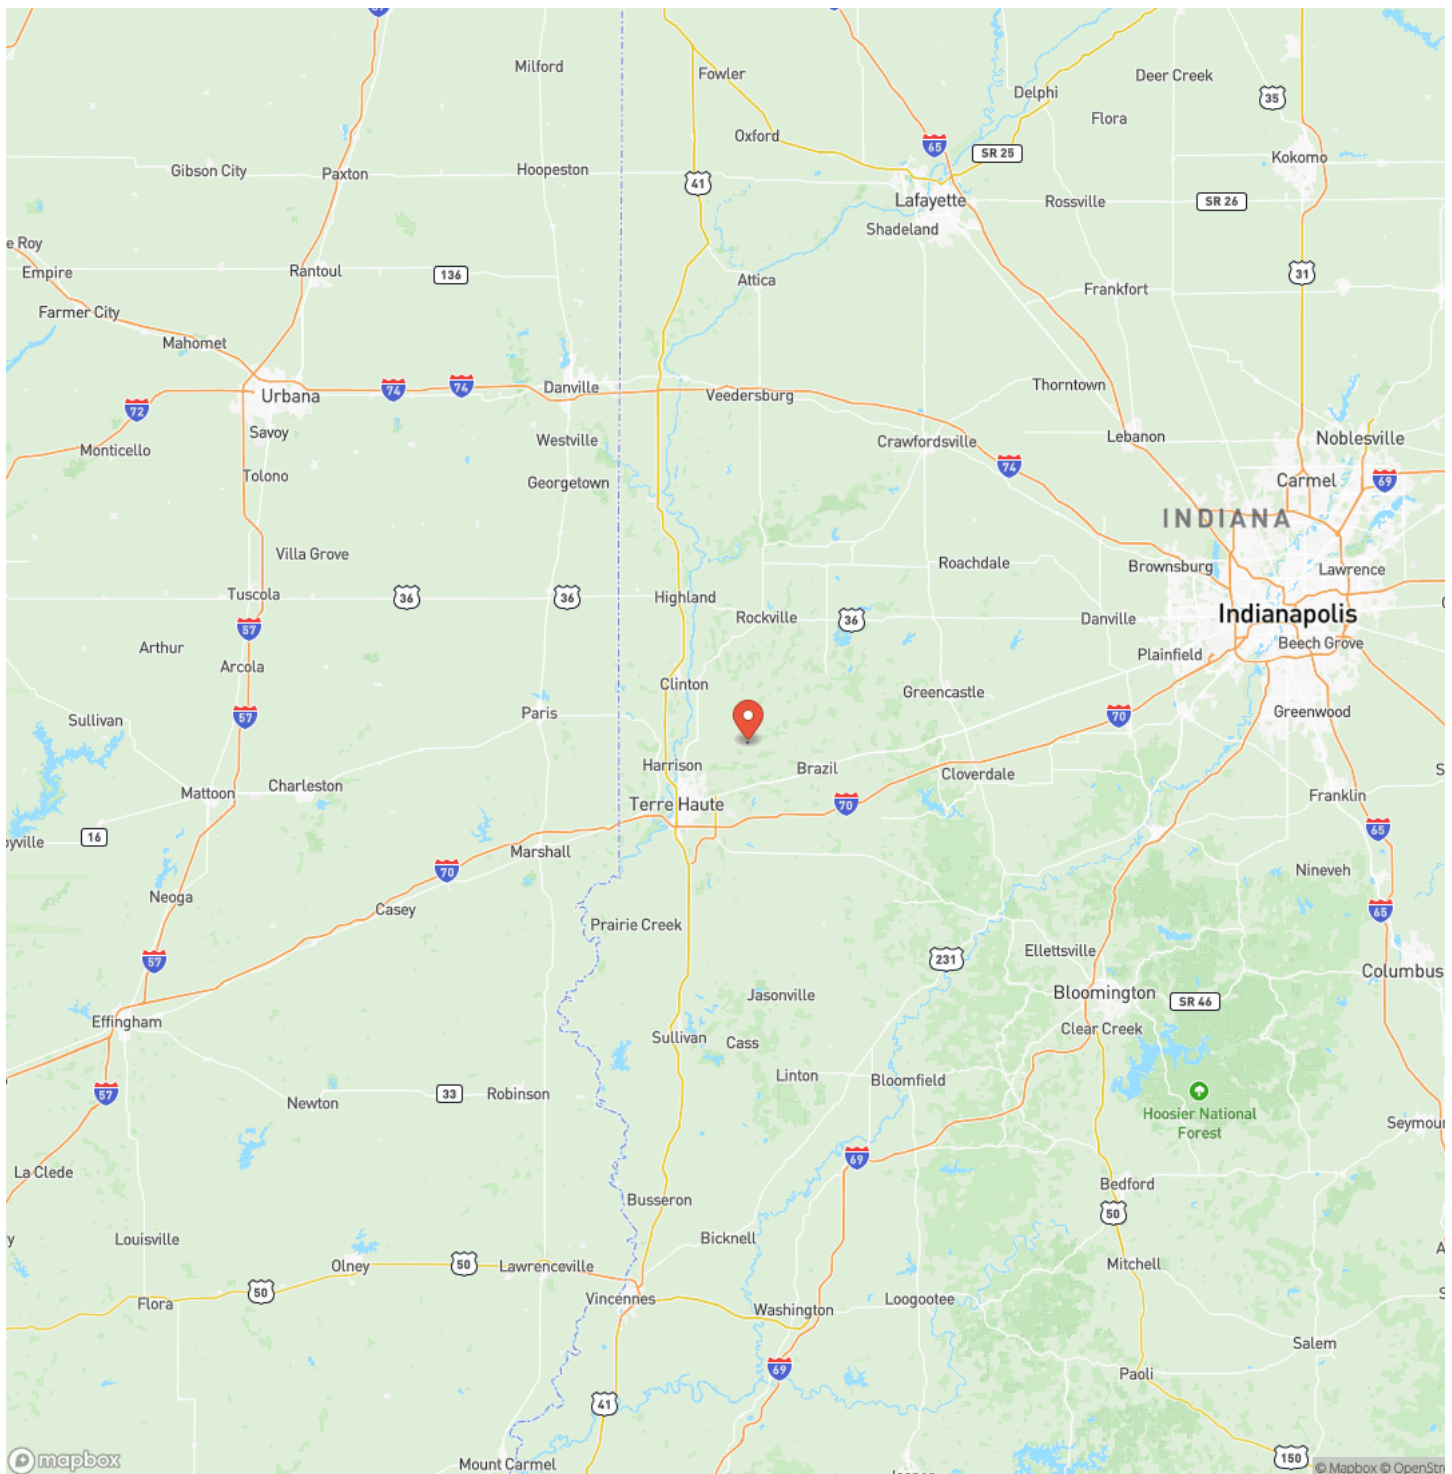 57
Milford
Fowler
Deer Creek
Delphi
35
Flora
Oxford
65
SR 25
Kokomo
Gibson City
Paxton
Hoopeston
41
Lafayette
Rossville
SR 26
Shadeland
e Roy
Empire
Rantoul
136
Attica
31
Frankfort
Farmer City
Mahomet
Urbana
74
74
Danville
Veedersburg
Thorntown
72
Savoy
Westville
Crawfordsville
Lebanon
Noblesville
Monticello
Tolono
Georgetown
74
Carmel
69
INDIANA
Villa Grove
Roachdale
Brownsburg
Lawrence
Tuscola
36
36
Highland
Rockville
36
Danville
Indianapolis
57
Arthur
Plainfield
Beech Grove
Arcola
Clinton
Greencastle
Sullivan
57
Paris
70
Greenwood
Harrison
Brazil
Cloverdale
Mattoon
Charleston
Terre Haute
70
Franklin
16
yville
Marshall
65
70
Nineveh
Neoga
Casey
Prairie Creek
65
57
231
Ellettsville
Columbus
Jasonville
Bloomington
SR 46
Effingham
Sullivan
Cass
Clear Creek
Linton
Bloomfield
57
Newton
33
Robinson
Hoosier National
Forest
Seymou
69
La Clede
Bedford
Busseron
50
Louisville
Bicknell
Olney
50
Lawrenceville
Mitchell
50
Flora
Vincennes
Washington
Loogootee
Salem
69
Paoli
41
mapbox
Mount Carmel
150
© Mapbox © OpenStr